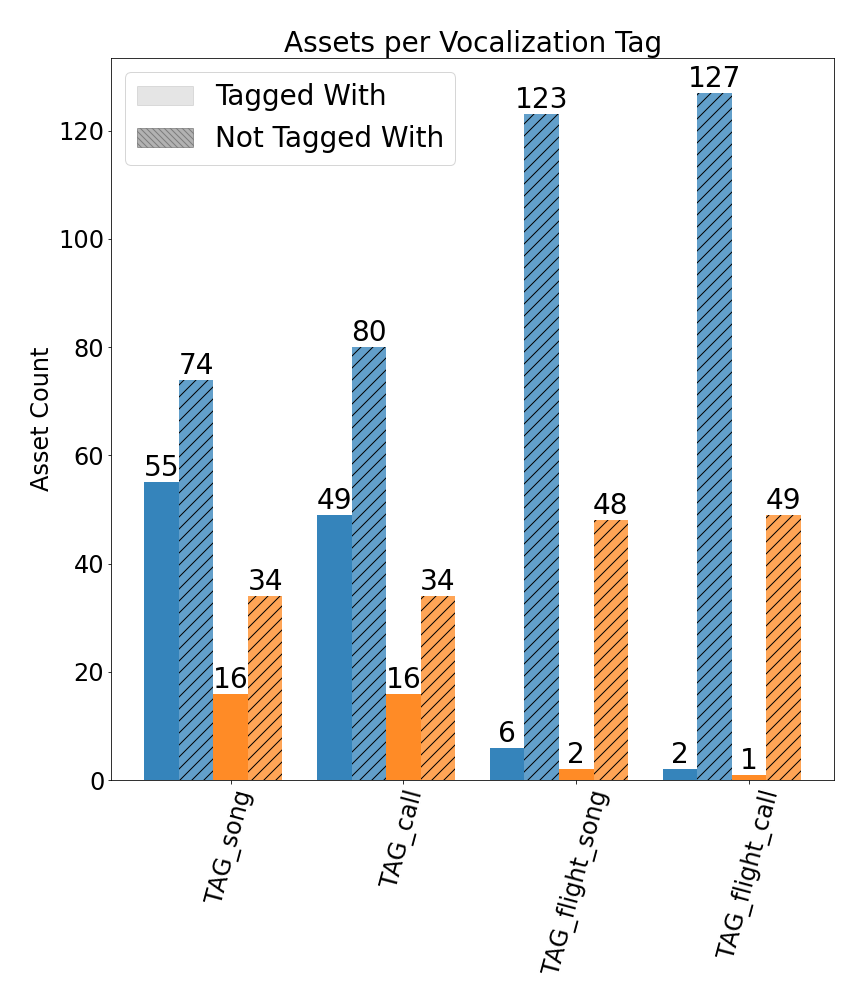 Assets per Vocalization Tag
Tagged With
Not Tagged With
Asset Count
120
100
80
60
40
20
0
55
74
16
34
49
80
16
34
6
123
2
48
2
127
1
49
TAG_song
TAG_call
TAG_flight_song
TAG_flight_call